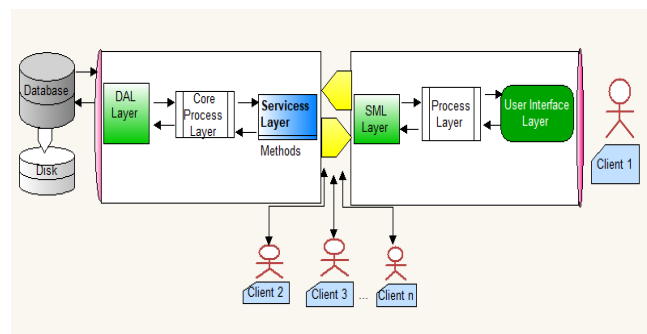 Database
Disk
DAL
Layer
Core
Process
Layer
Servicess
Layer
Methods
SML
Layer
Process
Layer
User Interface
Layer
Client 1
Client 2
Client 3
...
Client n